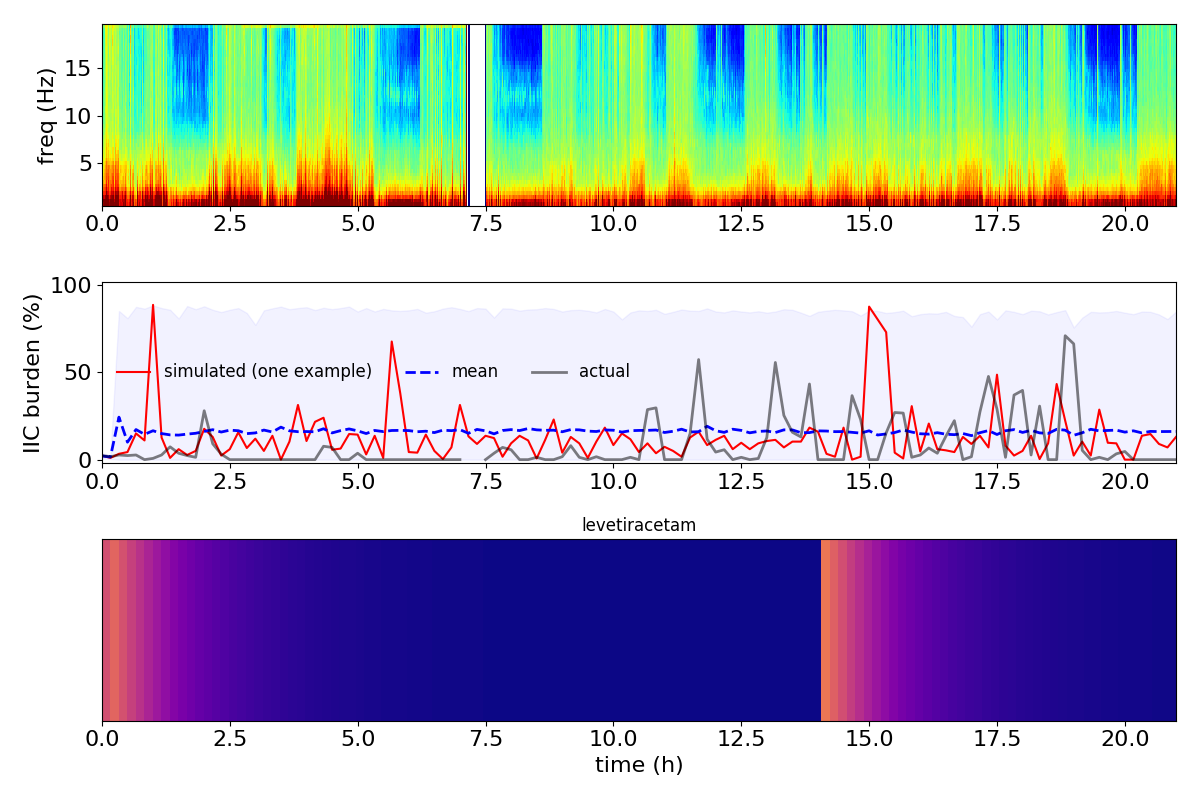 freq (Hz)
15
10
5
0.0 2.5 5.0 7.5 10.0 12.5 15.0 17.5 20.0
IIC burden (%)
100
50
0
simulated (one example) mean actual
0.0 2.5 5.0 7.5 10.0 12.5 15.0 17.5 20.0
levetiracetam
0.0 2.5 5.0 7.5 10.0 12.5 15.0 17.5 20.0
time (h)